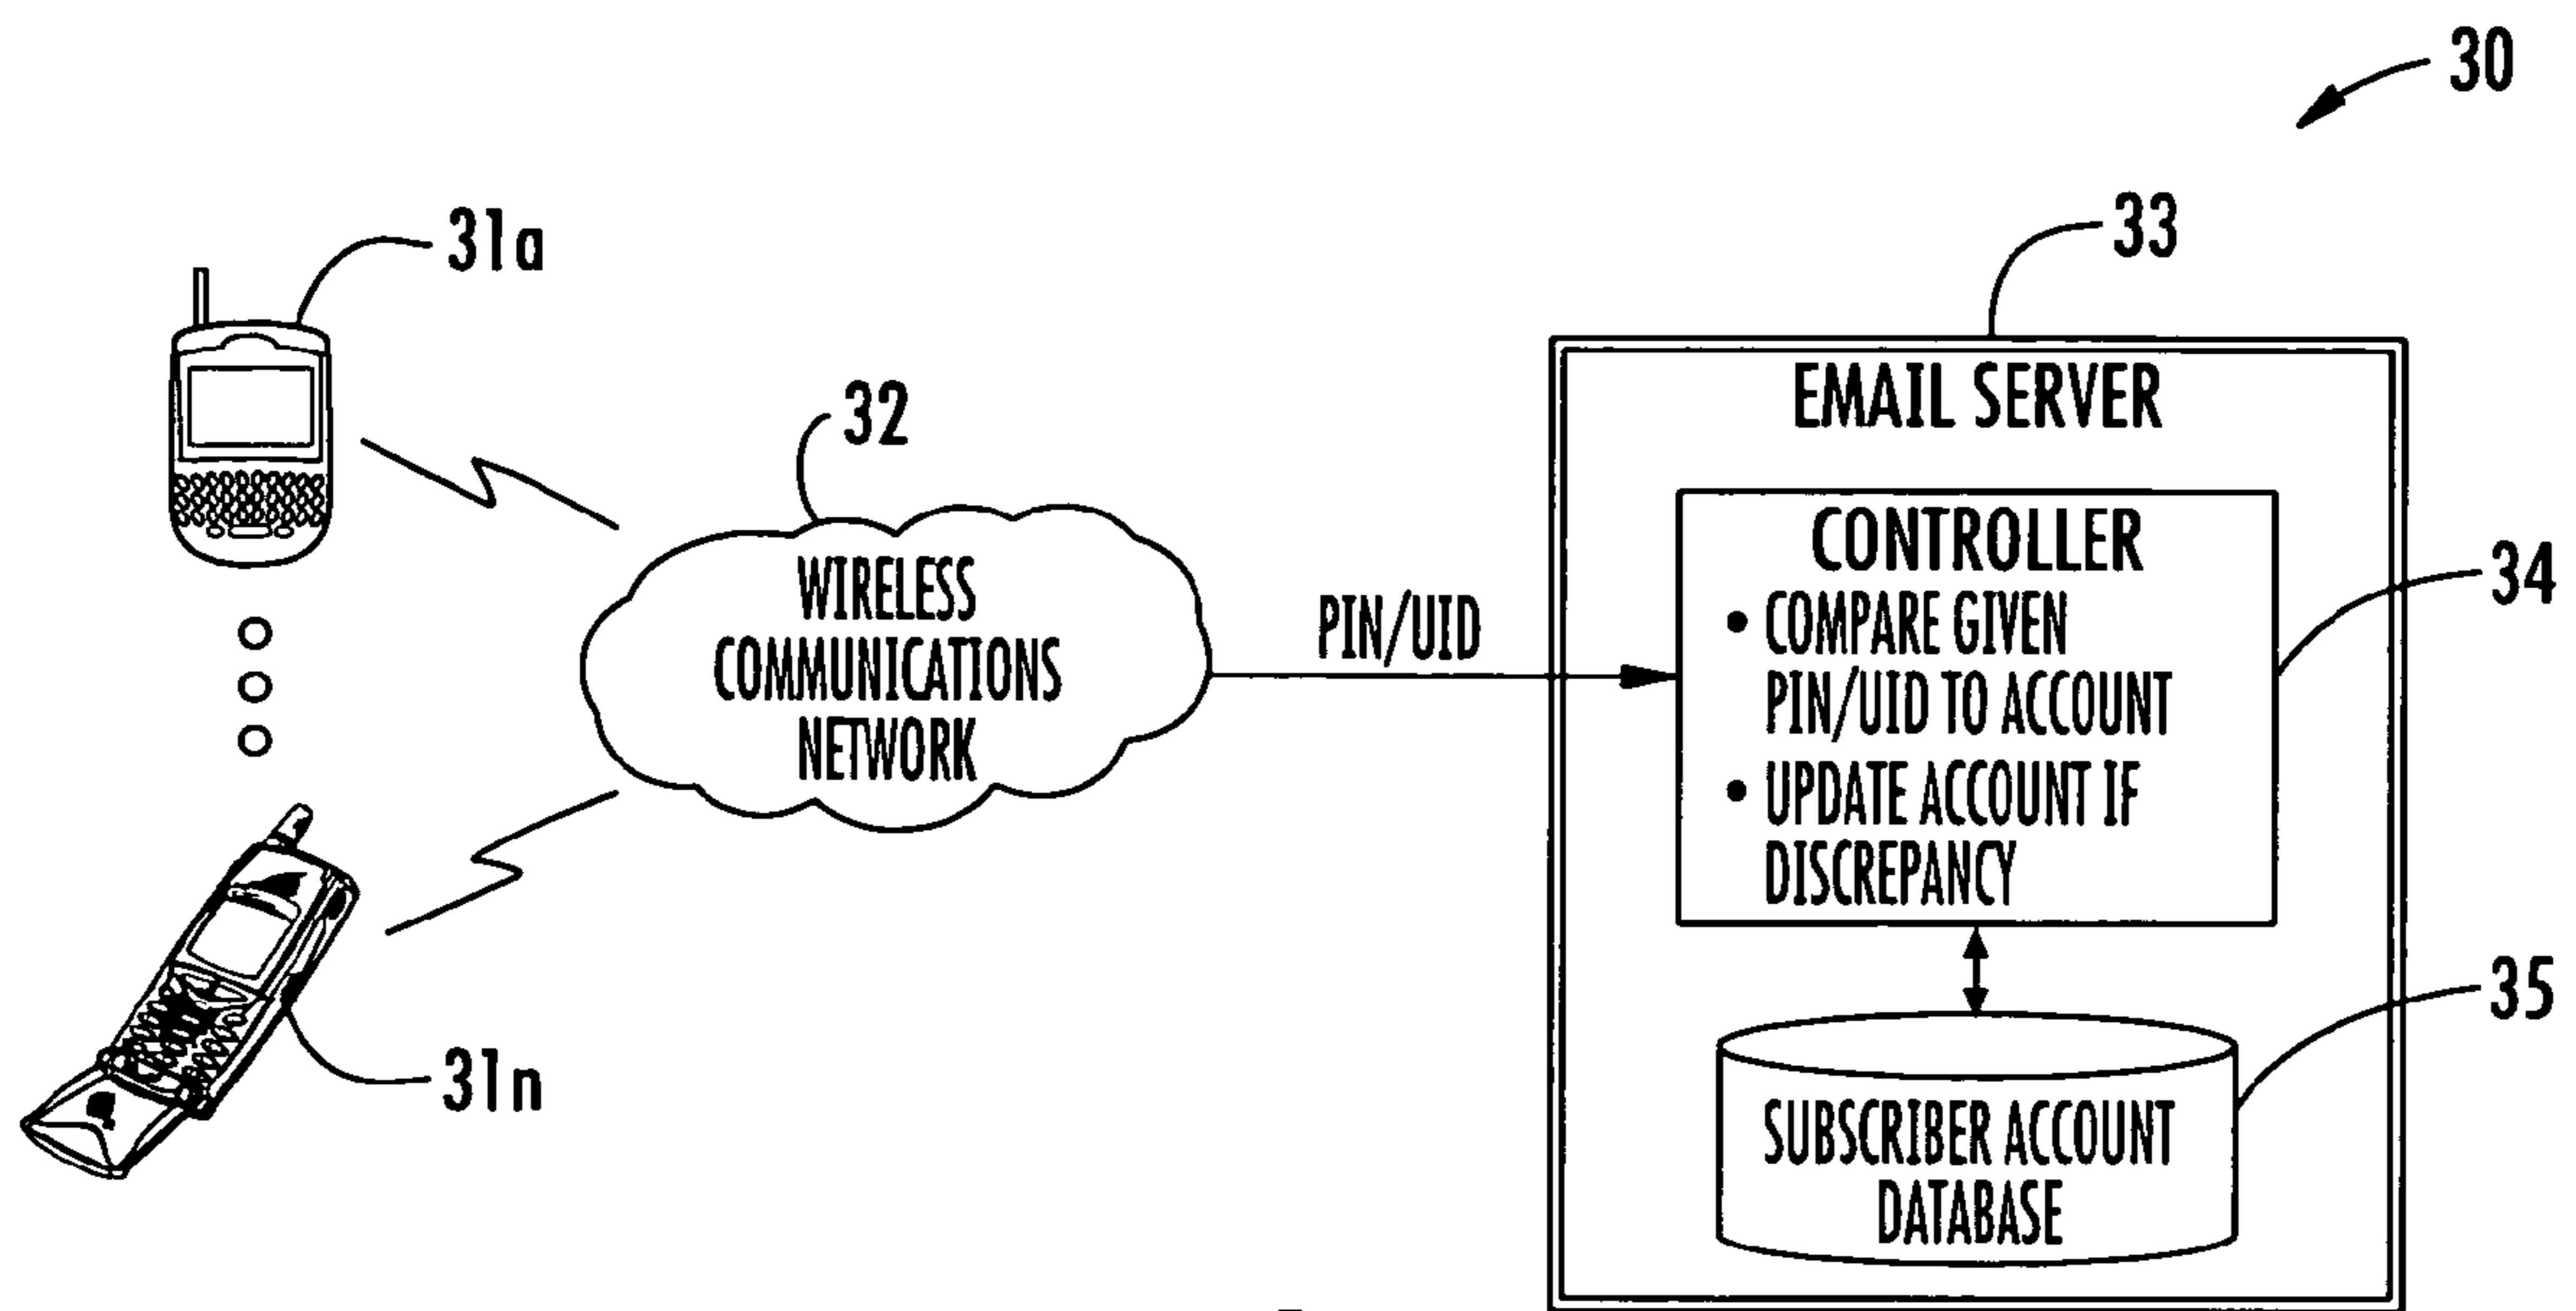 30
33
31a
32
EMAIL SERVER
CONTROLLER
34
• COMPARE GIVEN
PIN/UID TO ACCOUNT
• UPDATE ACCOUNT IF
DISCREPANCY
WIRELESS
COMMUNICATIONS
NETWORK
PIN/UID
35
31n
SUBSCRIBER ACCOUNT
DATABASE